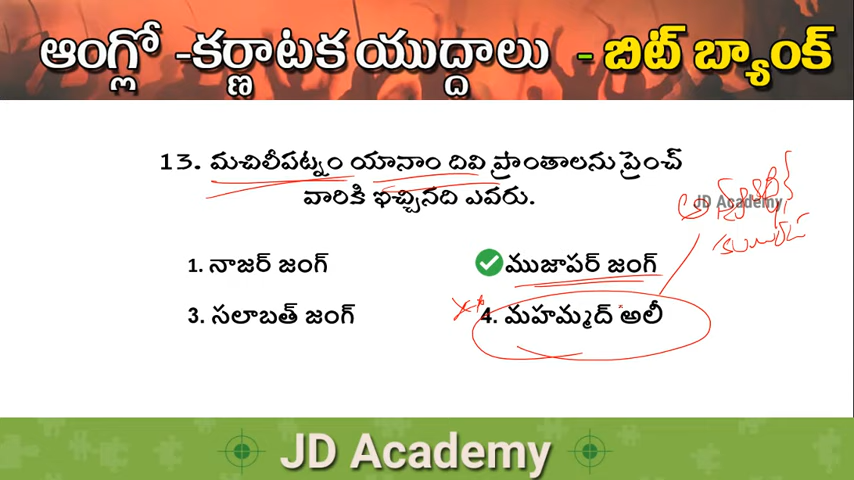 ఆంగ్లో -కర్ణాటక యుద్దాలు - బిట్ బ్యాంక్
13. మచిలీపట్నం యానాం దివి ప్రాంతాలను ఫ్రెంచ్
వారికి ఇచ్చినది ఎవరు.
JD Academy
1. నాజర్ జంగ్
ముజాపర్ జంగ్
3. సలాబత్ జంగ్
4. మహమ్మద్ అలీ
JD Academy